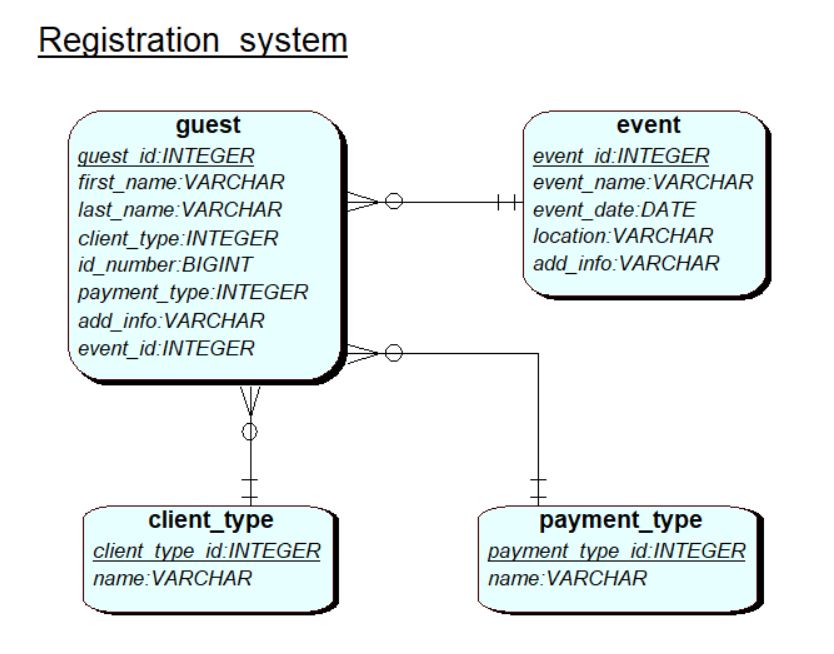 Registration system
guest
guest_id:INTEGER
first_name:VARCHAR
last_name:VARCHAR
client_type:INTEGER
id_number:BIGINT
payment_type:INTEGER
add_info:VARCHAR
event_id:INTEGER
event
event_id:INTEGER
event_name:VARCHAR
event_date:DATE
location:VARCHAR
add_info:VARCHAR
client_type
client_type_id:INTEGER
name:VARCHAR
payment_type
payment_type_id:INTEGER
name:VARCHAR